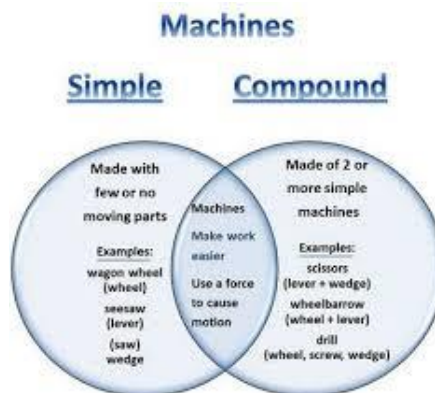 Machines
Simple
Compound
Made with
few or no
moving parts
Examples:
wagon wheel
(wheel)
seesaw
(lever)
(saw)
wedge
Machines
Make work
easier
Use a force
to cause
motion
Made of 2 or
more simple
machines
Examples:
scissors
(lever + wedge)
wheelbarrow
(wheel + lever)
drill
(wheel, screw, wedge)